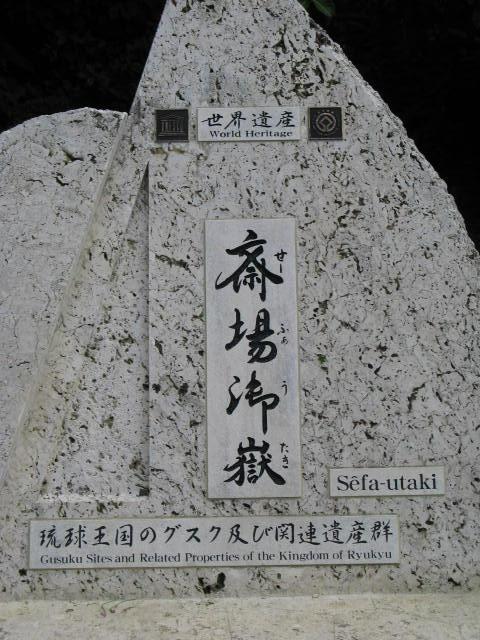 世界遺産
World Heritage
斎場御嶽
せーふぁうたき
Sêfa-utaki
琉球王国のグスク及び関連遺産群
Gusuku Sites and Related Properties of the Kingdom of Ryukyu